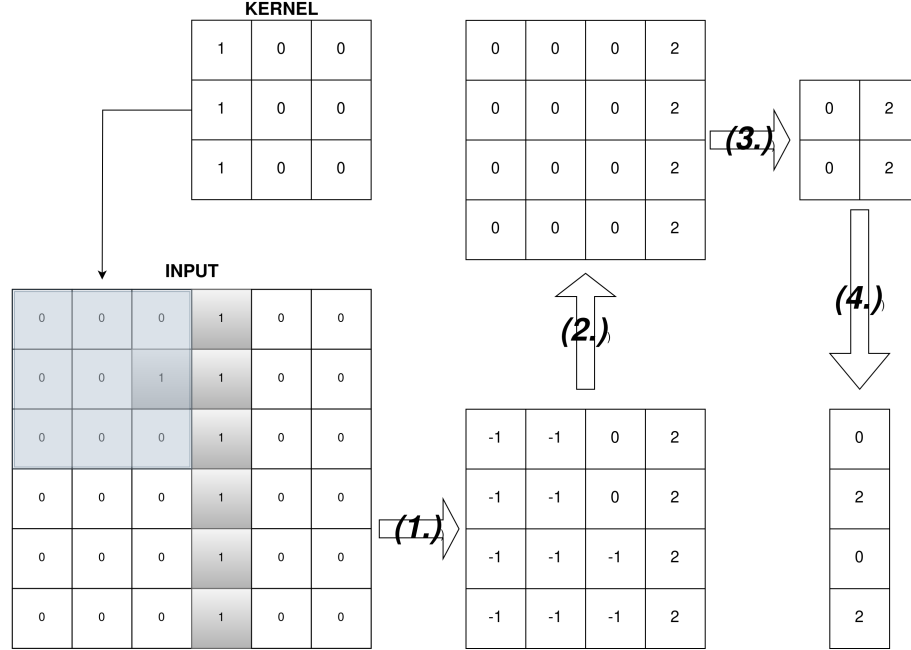 KERNEL
1 0 0
1 0 0
1 0 0
INPUT
0 0 0 1 0 0
0 0 1 1 0 0
0 0 0 1 0 0
0 0 0 1 0 0
0 0 0 1 0 0
0 0 0 1 0 0
(1.)
-1 -1 0 2
-1 -1 0 2
-1 -1 -1 2
-1 -1 -1 2
(2.)
0 0 0 2
0 0 0 2
0 0 0 2
0 0 0 2
(3.)
0 2
0 2
(4.)
0
2
0
2